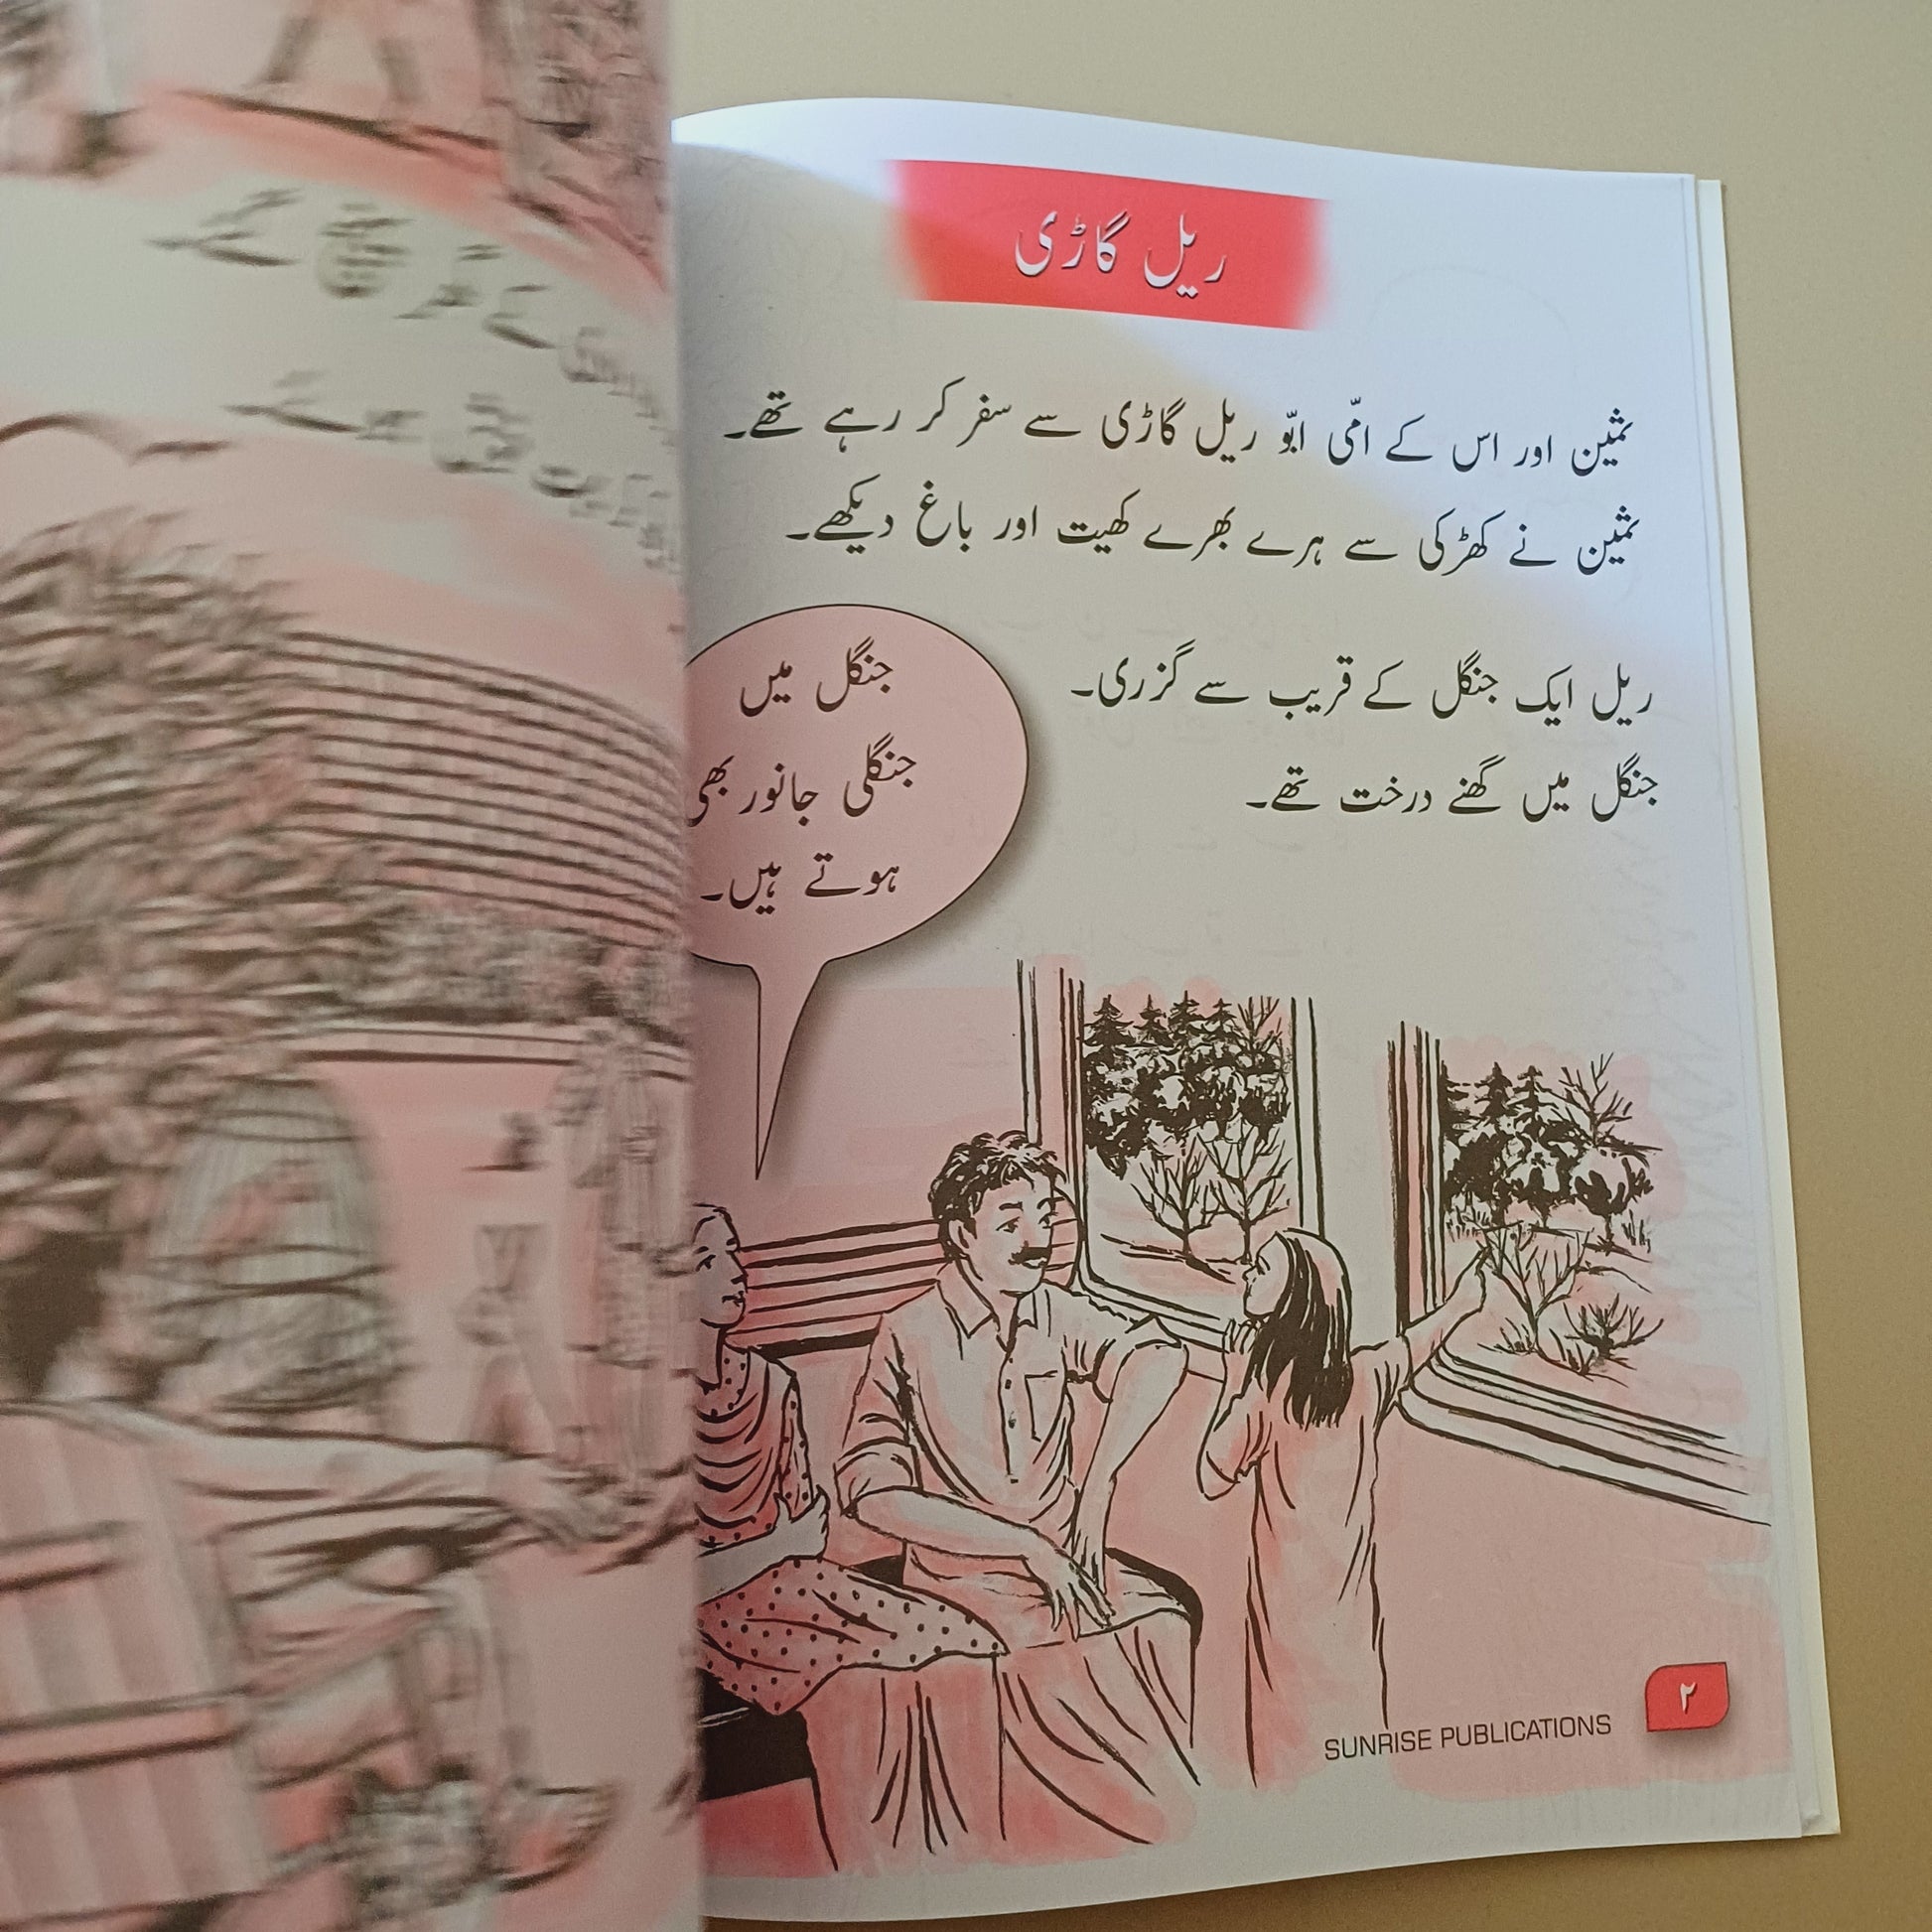 ریل گاڑی
ثمین اور اس کے امّی ابّو ریل گاڑی سے سفر کر رہے تھے۔
ثمین نے کھڑکی سے ہرے بھرے کھیت اور باغ دیکھے۔
ریل ایک جنگل کے قریب سے گزری۔
جنگل میں گھنے درخت تھے۔
جنگل میں
جنگلی جانور بھی
ہوتے ہیں۔
SUNRISE PUBLICATIONS
۲